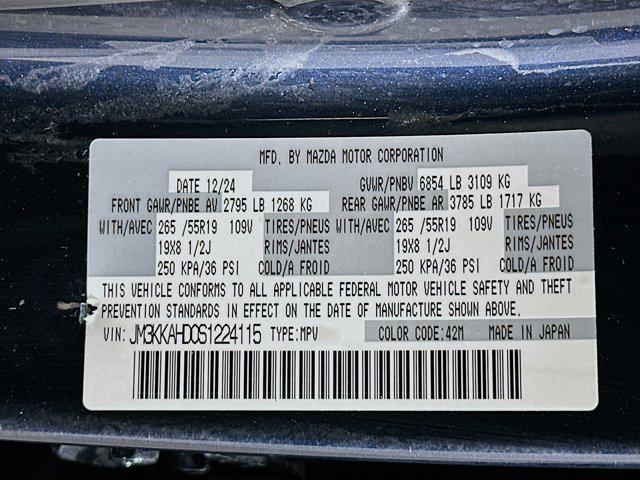 MFD. BY MAZDA MOTOR CORPORATION
DATE 12/24 GVWR/PNBV 6854 LB 3109 KG
FRONT GAWR/PNBE AV 2795 LB 1268 KG REAR GAWR/PNBE AR 3785 LB 1717 KG
WITH/AVEC 265 /55R19 109V TIRES/PNEUS WITH/AVEC 265 /55R19 109V TIRES/PNEUS
19X8 1/2J RIMS/JANTES 19X8 1/2J RIMS/JANTES
250 KPA/36 PSI COLD/A FROID 250 KPA/36 PSI COLD/A FROID
THIS VEHICLE CONFORMS TO ALL APPLICABLE FEDERAL MOTOR VEHICLE SAFETY AND THEFT
PREVENTION STANDARDS IN EFFECT ON THE DATE OF MANUFACTURE SHOWN ABOVE.
VIN: JM3KKAHDCS1224115 TYPE:MPV COLOR CODE:42M MADE IN JAPAN